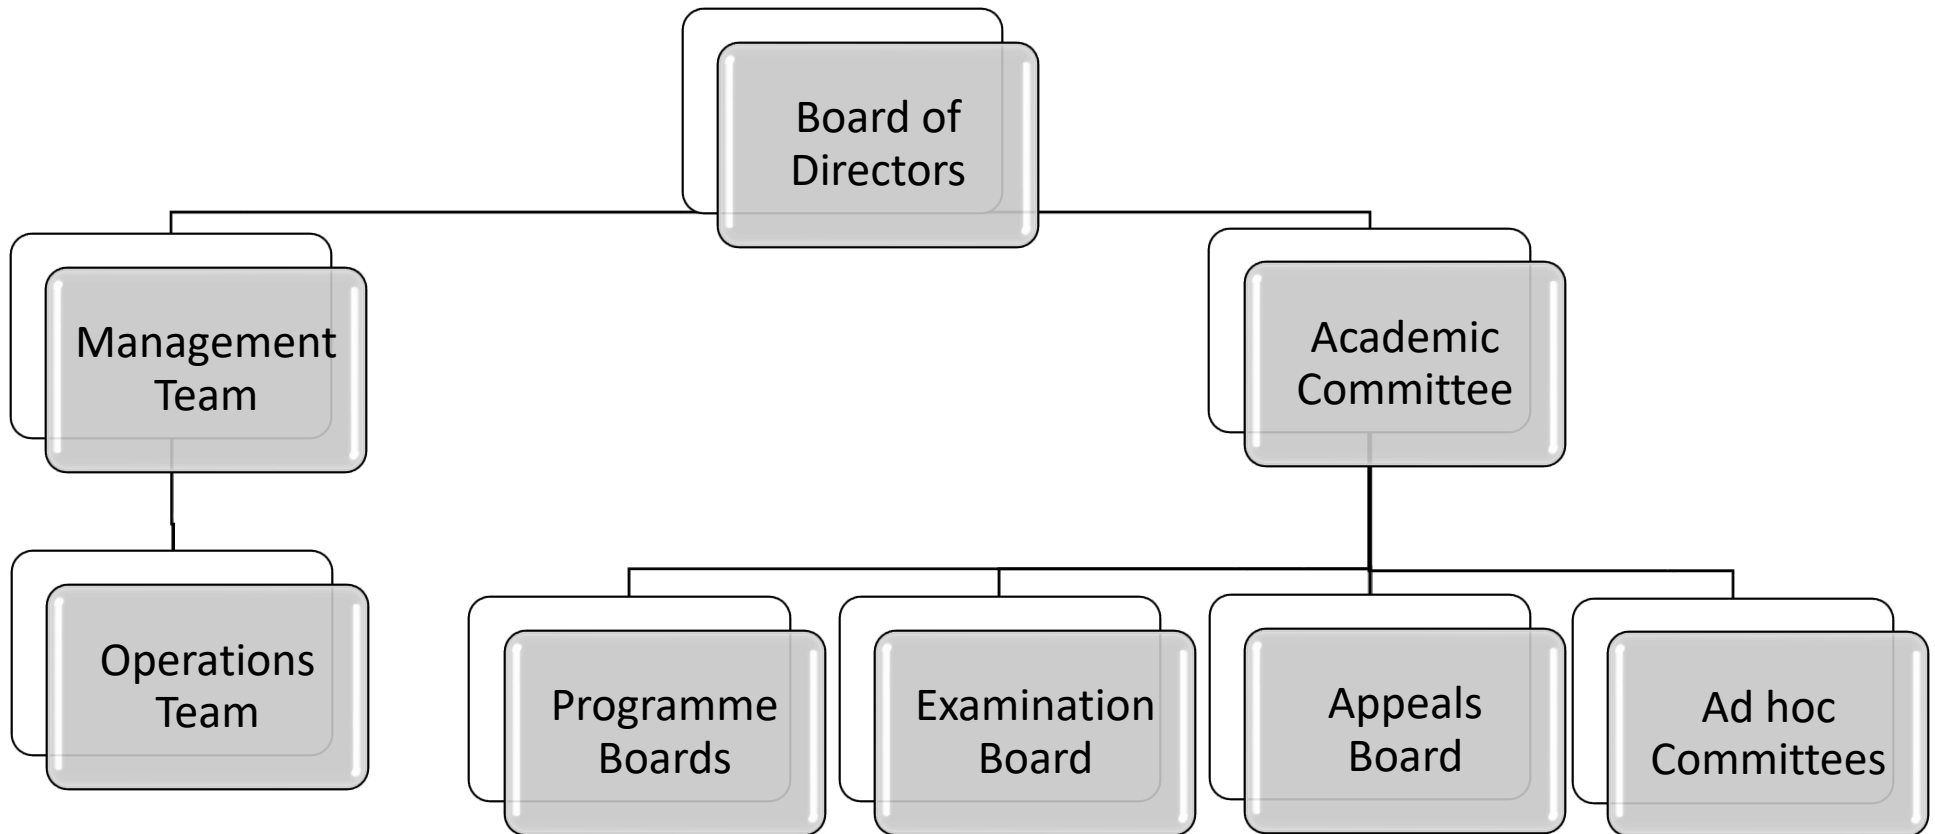 Board of
Directors
Management
Team
Academic
Committee
Operations
Team
Programme
Boards
Examination
Board
Appeals
Board
Ad hoc
Committees